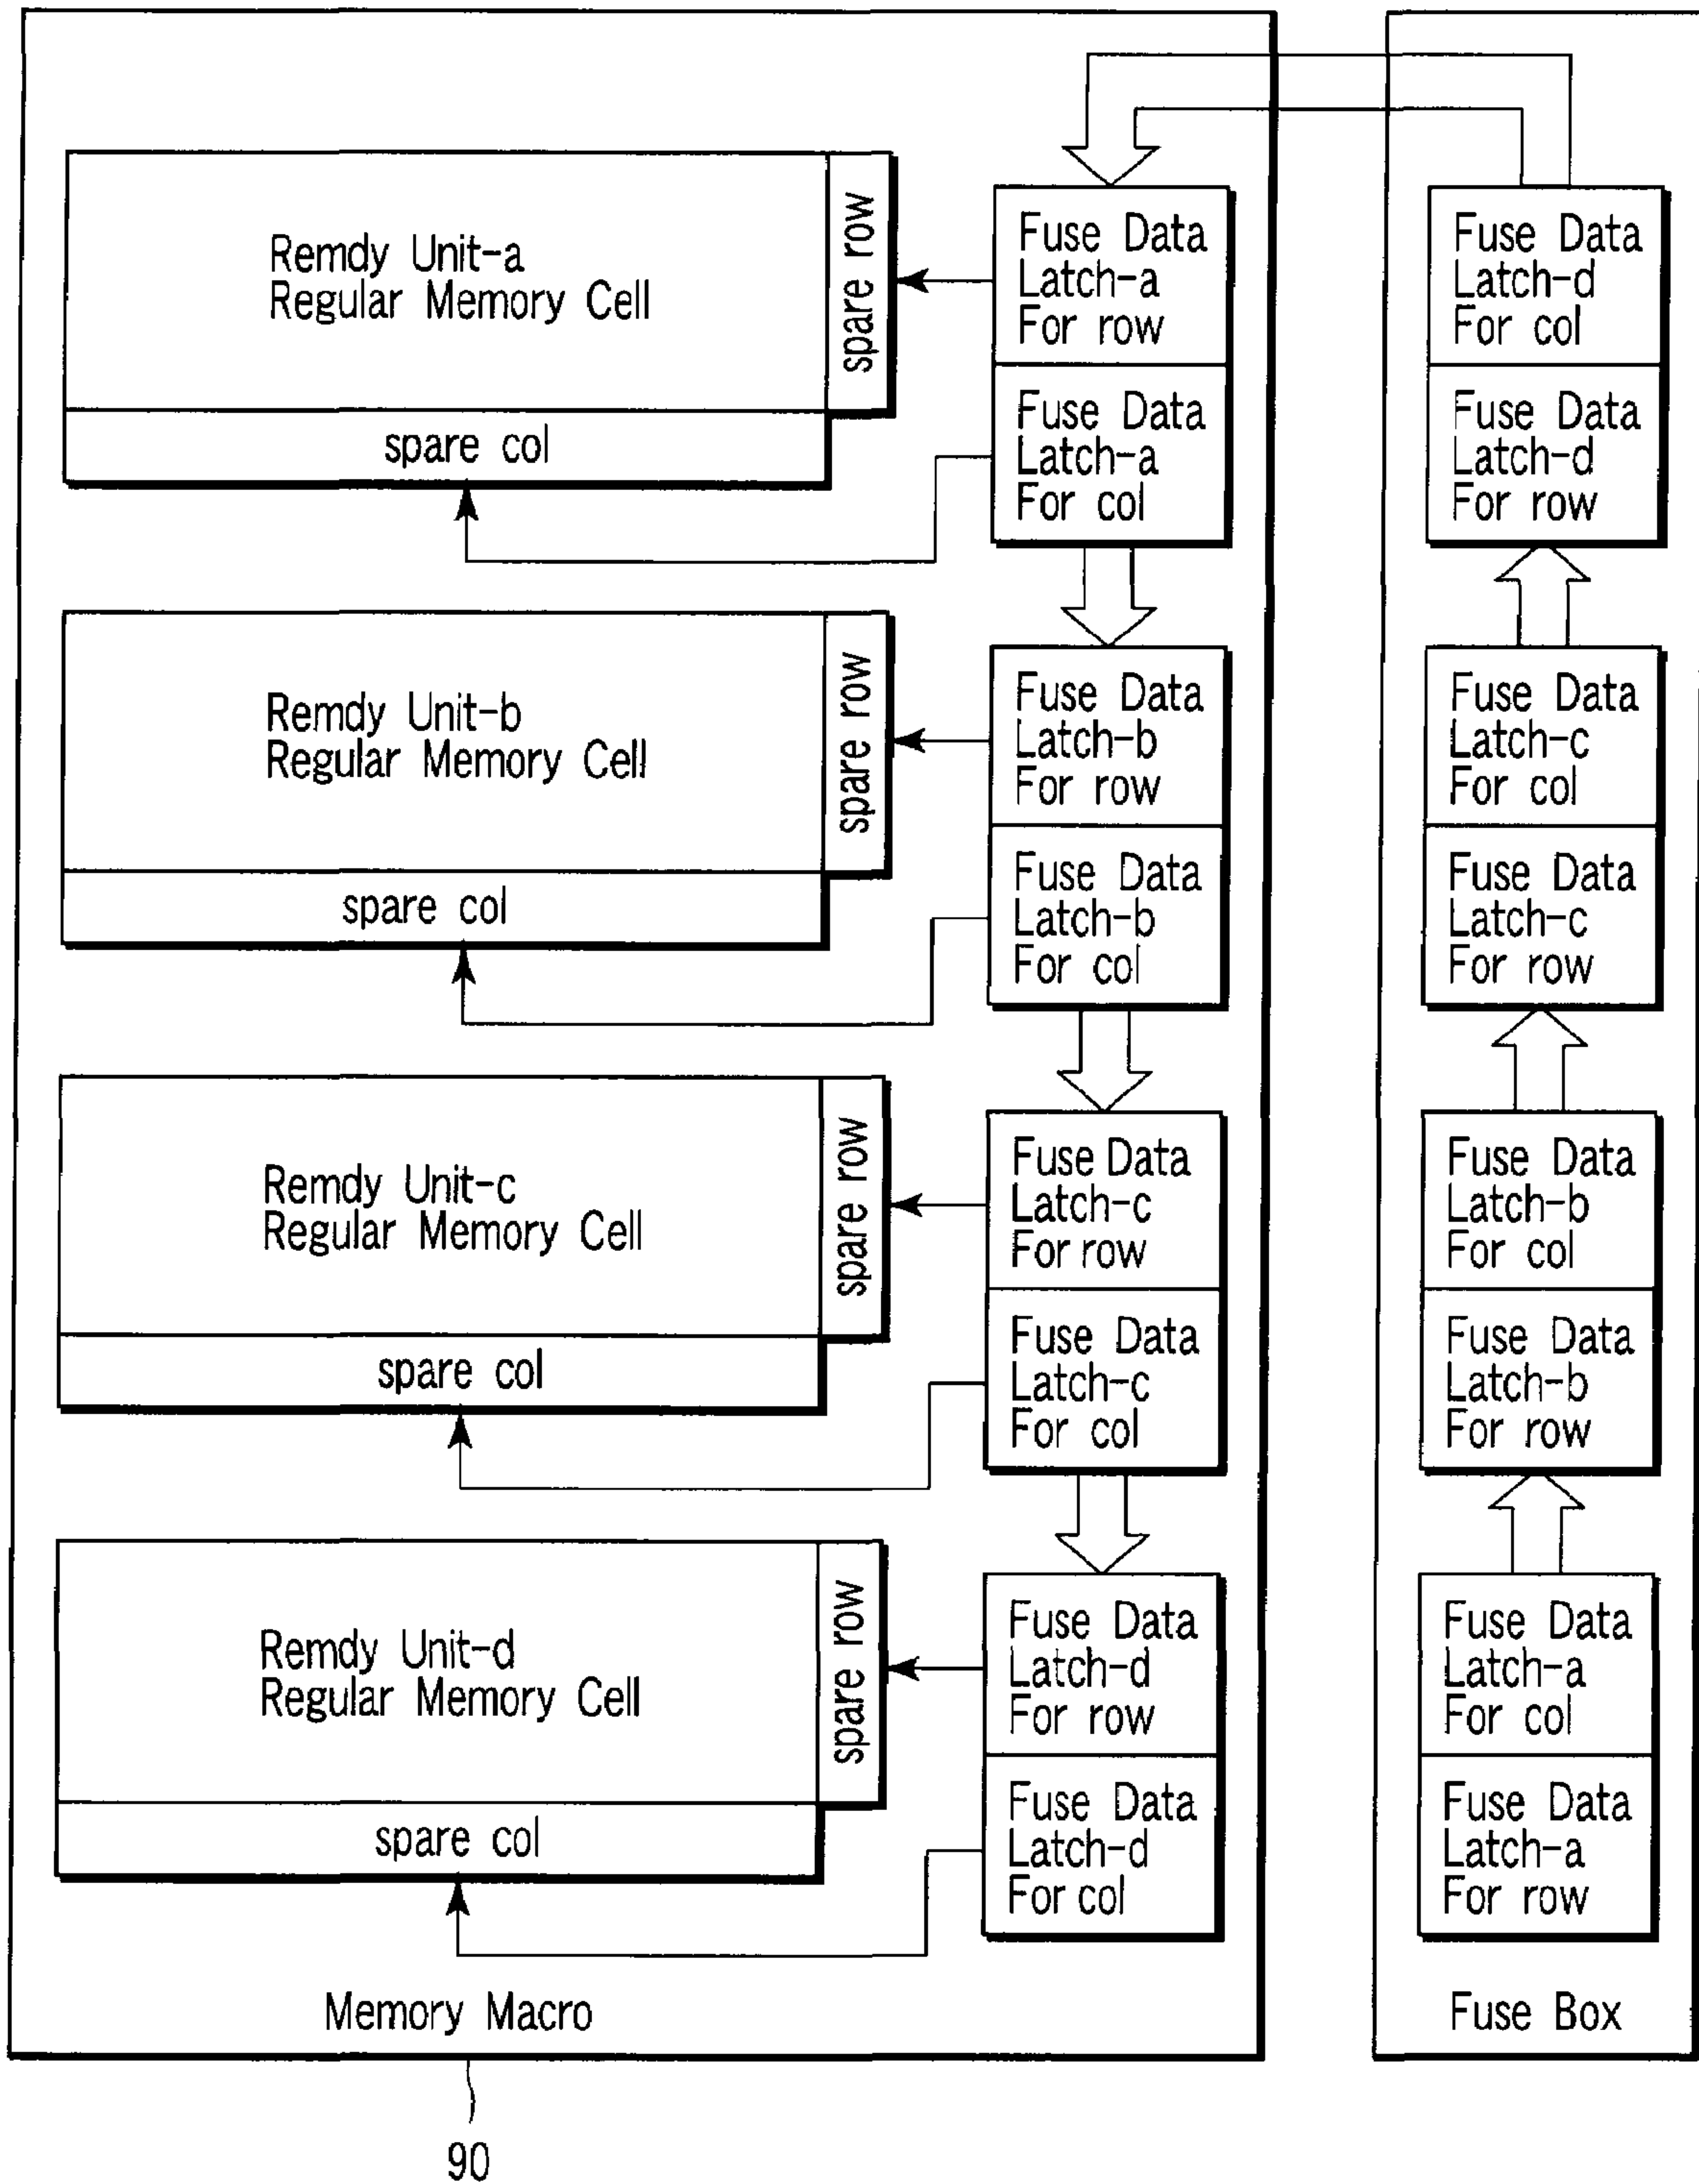 Remdy Unit-a
Regular Memory Cell
spare row
spare col
Fuse Data
Latch-a
For row
Fuse Data
Latch-a
For col
Remdy Unit-b
Regular Memory Cell
spare row
spare col
Fuse Data
Latch-b
For row
Fuse Data
Latch-b
For col
Remdy Unit-c
Regular Memory Cell
spare row
spare col
Fuse Data
Latch-c
For row
Fuse Data
Latch-c
For col
Remdy Unit-d
Regular Memory Cell
spare row
spare col
Fuse Data
Latch-d
For row
Fuse Data
Latch-d
For col
Memory Macro
90
Fuse Data
Latch-d
For col
Fuse Data
Latch-d
For row
Fuse Data
Latch-c
For col
Fuse Data
Latch-c
For row
Fuse Data
Latch-b
For col
Fuse Data
Latch-b
For row
Fuse Data
Latch-a
For col
Fuse Data
Latch-a
For row
Fuse Box